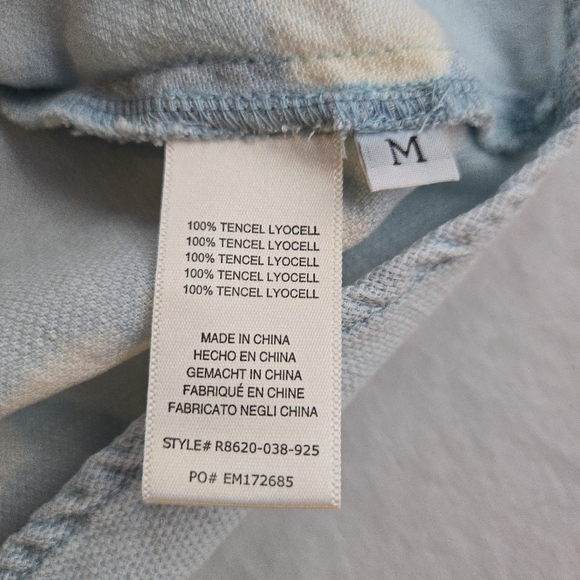 M
100% TENCEL LYOCELL
100% TENCEL LYOCELL
100% TENCEL LYOCELL
100% TENCEL LYOCELL
100% TENCEL LYOCELL
MADE IN CHINA
HECHO EN CHINA
GEMACHT IN CHINA
FABRIQUÉ EN CHINE
FABRICATO NEGLI CHINA
STYLE# R8620-038-925
PO# EM172685